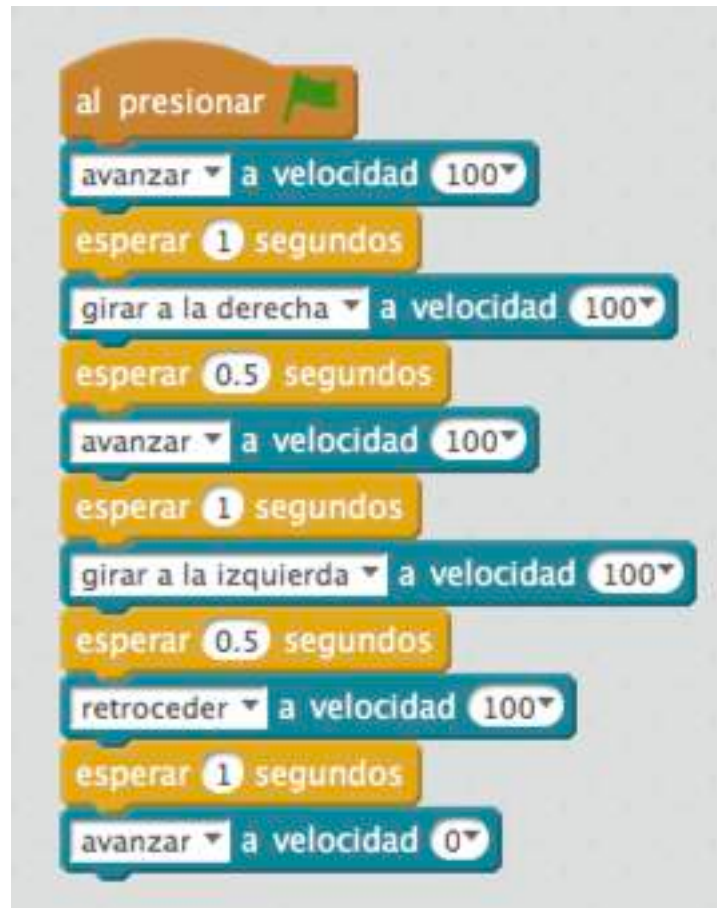 al presionar
avanzar a velocidad 100
esperar 1 segundos
girar a la derecha a velocidad 100
esperar 0.5 segundos
avanzar a velocidad 100
esperar 1 segundos
girar a la izquierda a velocidad 100
esperar 0.5 segundos
retroceder a velocidad 100
esperar 1 segundos
avanzar a velocidad 0